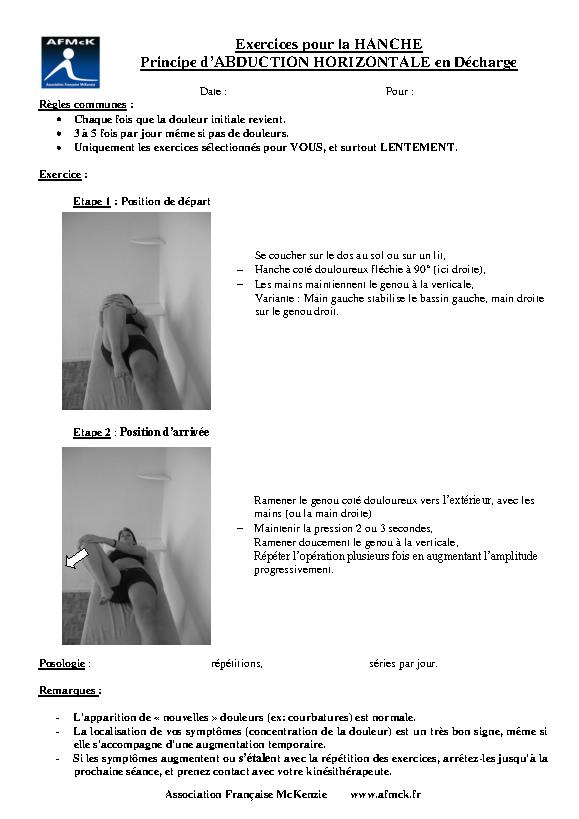 AFMcK
Association Française McKenzie
Exercices pour la HANCHE
Principe d'ABDUCTION HORIZONTALE en Décharge
Date : Pour :
Règles communes :
• Chaque fois que la douleur initiale revient.
• 3 à 5 fois par jour même si pas de douleurs.
• Uniquement les exercices sélectionnés pour VOUS, et surtout LENTEMENT.
Exercice :
Etape 1 : Position de départ
Se coucher sur le dos au sol ou sur un lit,
– Hanche coté douloureux fléchie à 90° (ici droite),
– Les mains maintiennent le genou à la verticale,
Variante : Main gauche stabilise le bassin gauche, main droite
sur le genou droit.
Etape 2 : Position d'arrivée
Ramener le genou coté douloureux vers l'extérieur, avec les
mains (ou la main droite)
– Maintenir la pression 2 ou 3 secondes,
Ramener doucement le genou à la verticale,
Répéter l'opération plusieurs fois en augmentant l'amplitude
progressivement.
Posologie : répétitions, séries par jour.
Remarques :
- L'apparition de « nouvelles » douleurs (ex: courbatures) est normale.
- La localisation de vos symptômes (concentration de la douleur) est un très bon signe, même si
elle s'accompagne d'une augmentation temporaire.
- Si les symptômes augmentent ou s'étalent avec la répétition des exercices, arrêtez-les jusqu'à la
prochaine séance, et prenez contact avec votre kinésithérapeute.
Association Française McKenzie www.afmck.fr